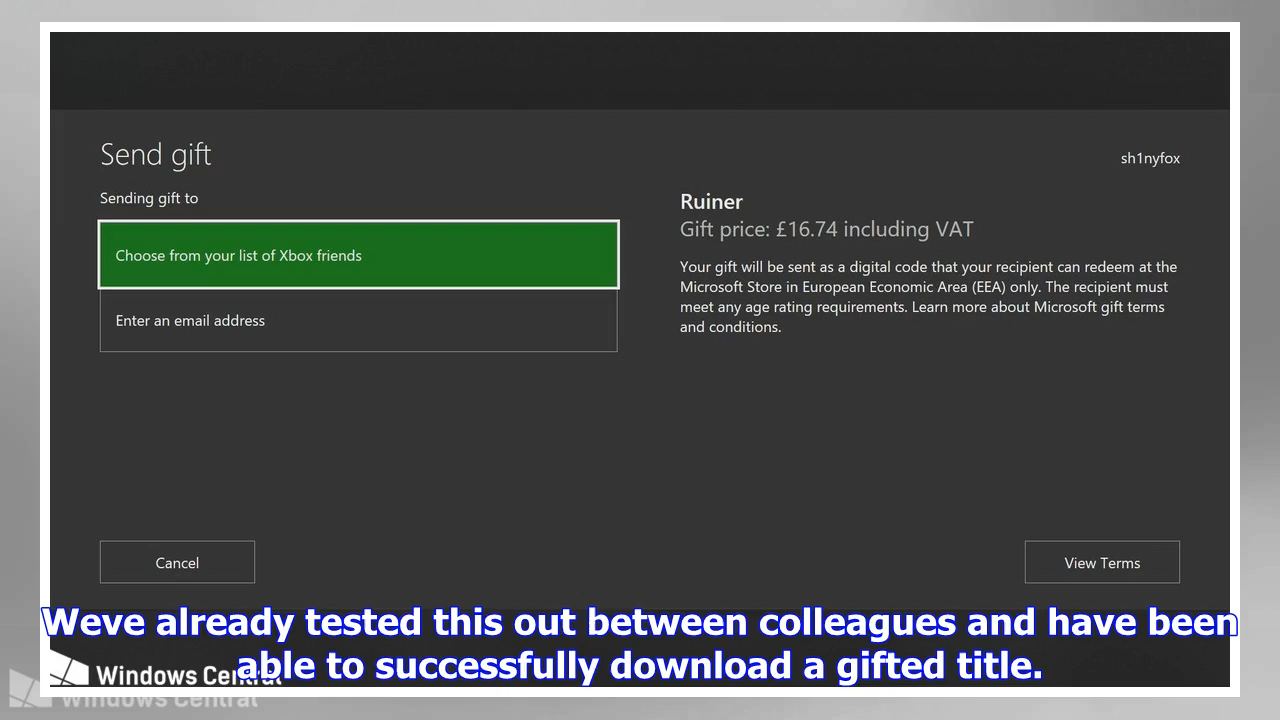 Send gift
sh1nyfox
Sending gift to
Choose from your list of Xbox friends
Enter an email address
Ruiner
Gift price: £16.74 including VAT
Your gift will be sent as a digital code that your recipient can redeem at the
Microsoft Store in European Economic Area (EEA) only. The recipient must
meet any age rating requirements. Learn more about Microsoft gift terms
and conditions.
Cancel
View Terms
Weve already tested this out between colleagues and have been
able to successfully download a gifted title.
Windows Central
Windows Central